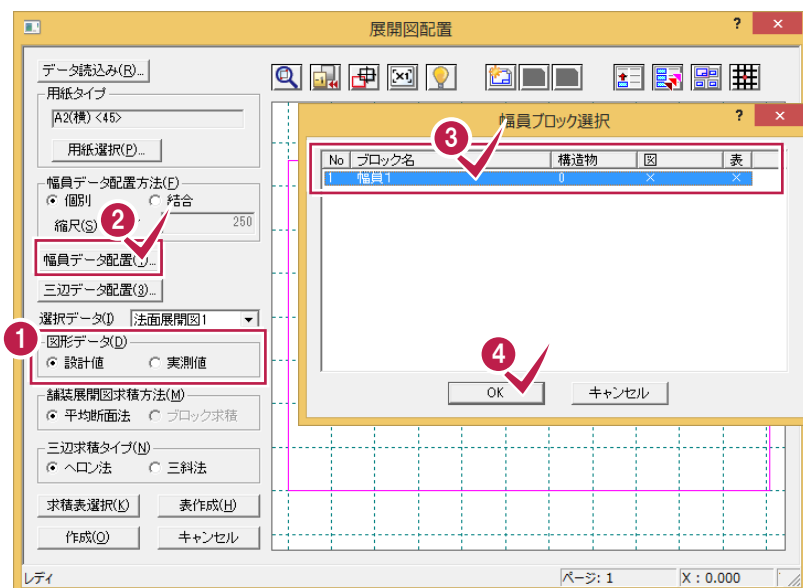 展開図配置
? ×
データ読込み(R)...
用紙タイプ
A2(横) <45>
用紙選択(P)...
幅員データ配置方法(F)
個別
結合
縮尺(S)
250
2
幅員データ配置
三辺データ配置(3)...
選択データ(I)
法面展開図1
1
図形データ(D)
設計値
実測値
舗装展開図求積方法(M)
平均断面法
ブロック求積
三辺求積タイプ(N)
ヘロン法
三斜法
求積表選択(K)
表作成(H)
作成(O)
キャンセル
幅員ブロック選択
? ×
3
No ブロック名 構造物 図 表
1 幅員1 0 × ×
4
OK
キャンセル
レディ
ページ: 1
X : 0.000